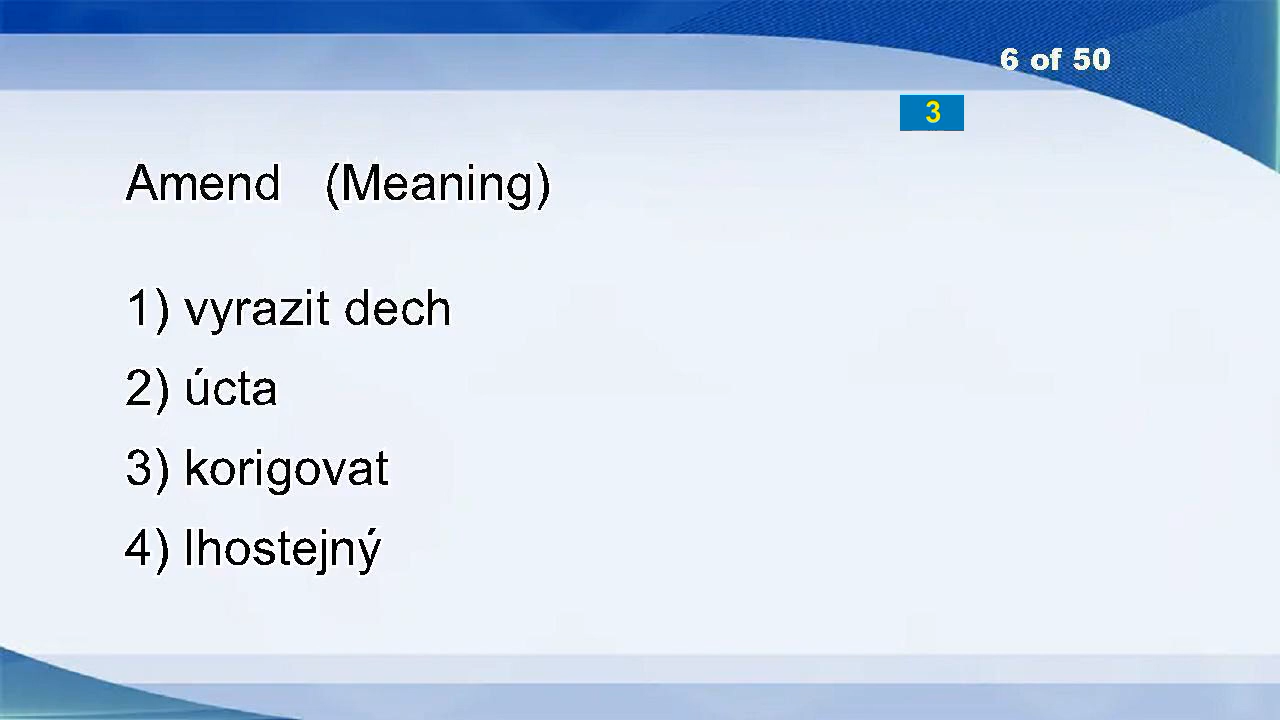 6 of 50
3
Amend (Meaning)
1) vyrazit dech
2) úcta
3) korigovat
4) lhostejný